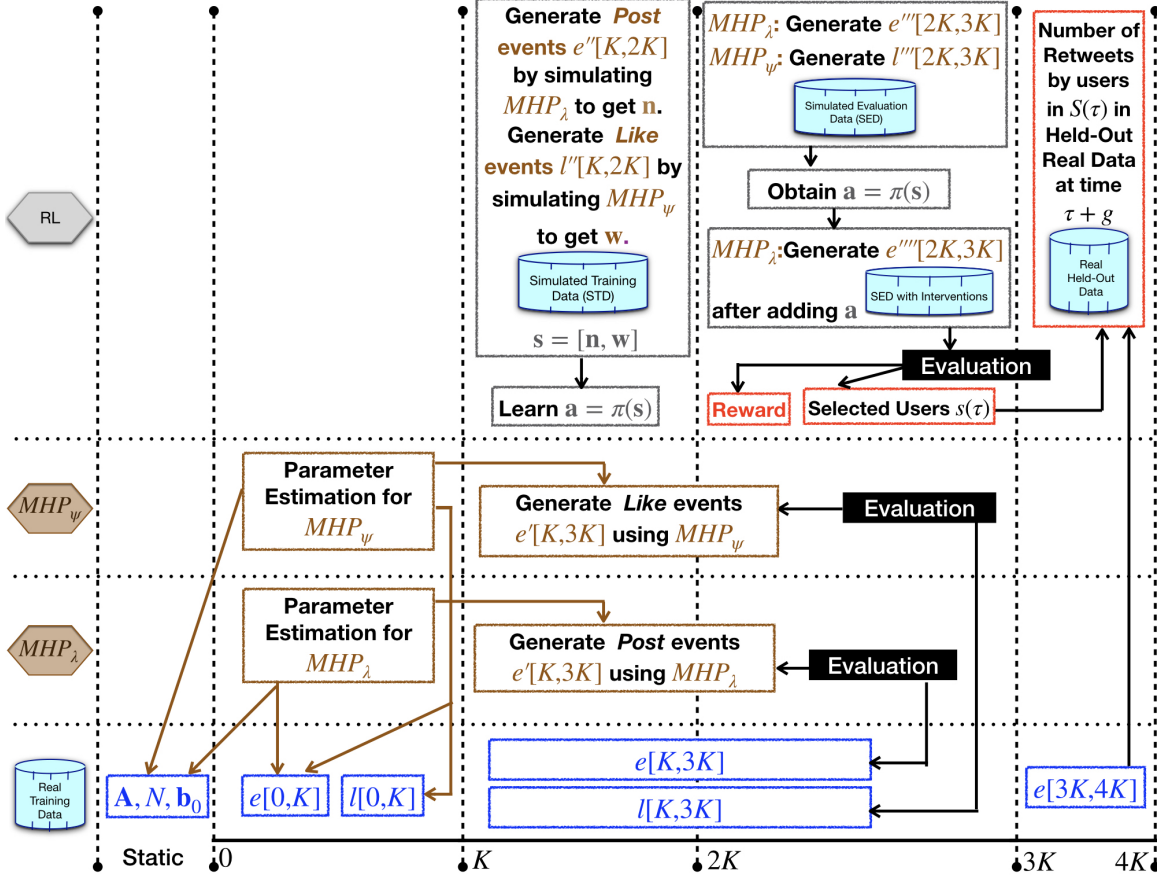 Generate Post
events e′′[K,2K]
by simulating
MHP_λ to get n.
Generate Like
events l′′[K,2K] by
simulating MHP_ψ
to get w.
Simulated Training
Data (STD)
s = [n, w]
Learn a = π(s)
MHP_λ: Generate e′′′[2K,3K]
MHP_ψ: Generate l′′′[2K,3K]
Simulated Evaluation
Data (SED)
Obtain a = π(s)
MHP_λ:Generate e′′′′[2K,3K]
SED with Interventions
after adding a
Evaluation
Reward
Selected Users s(τ)
Number of
Retweets
by users
in S(τ) in
Held-Out
Real Data
at time
τ + g
Real
Held-Out
Data
RL
MHP_ψ
Parameter
Estimation for
MHP_ψ
Generate Like events
e′[K,3K] using MHP_ψ
Evaluation
MHP_λ
Parameter
Estimation for
MHP_λ
Generate Post events
e′[K,3K] using MHP_λ
Evaluation
Real
Training
Data
A, N, b_0
e[0,K]
l[0,K]
e[K,3K]
l[K,3K]
e[3K,4K]
Static
0
K
2K
3K
4K